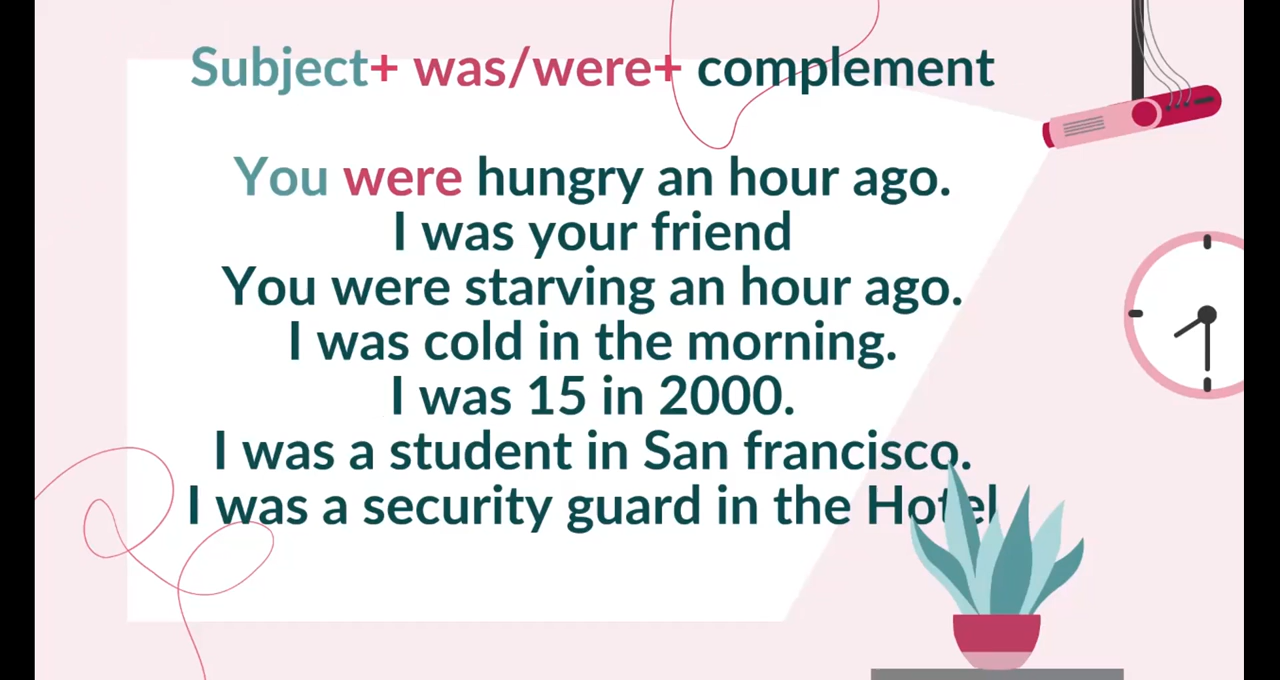 Subject+ was/were+ complement
You were hungry an hour ago.
I was your friend
You were starving an hour ago.
I was cold in the morning.
I was 15 in 2000.
I was a student in San francisco.
I was a security guard in the Hotel